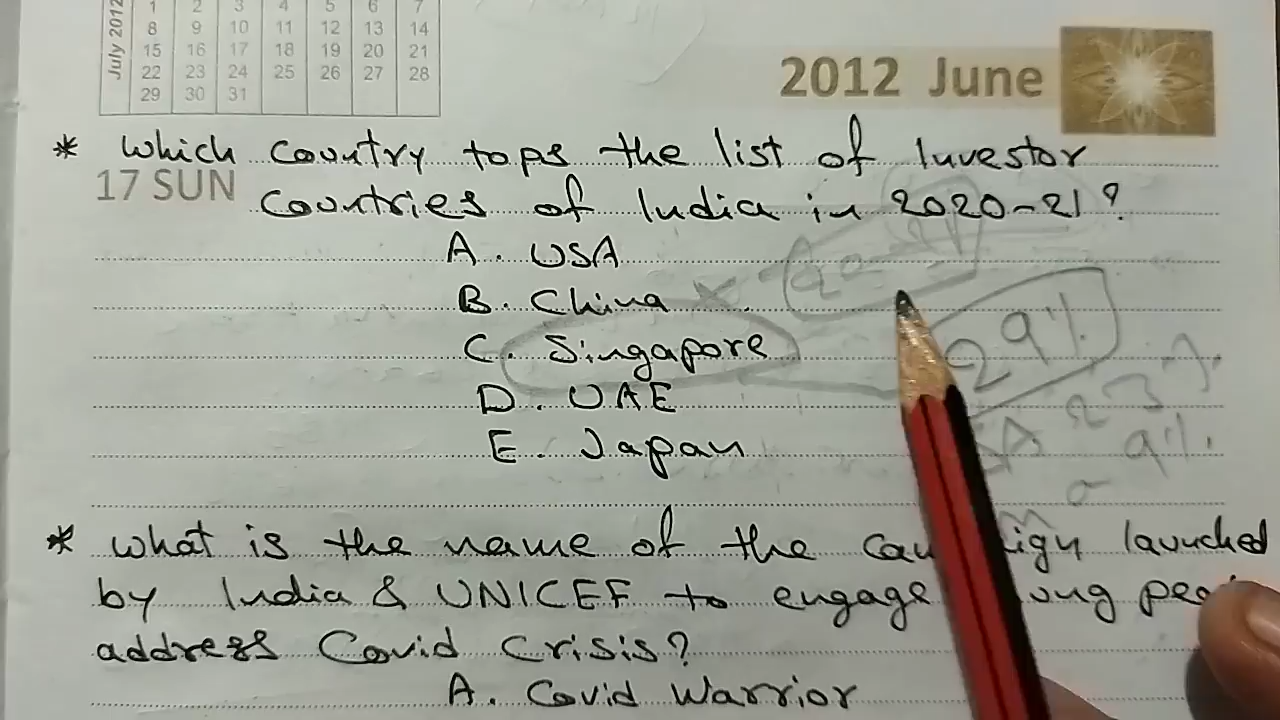 July 2012
1 2 3 4 5 6 7
8 9 10 11 12 13 14
15 16 17 18 19 20 21
22 23 24 25 26 27 28
29 30 31
2012 June
* Which Country tops the list of Investor
17 SUN
Countries of India in 2020-21?
A. USA
B. China
C. Singapore
29%
D. UAE
23%
E. Japan
9%
* What is the name of the launched
by India & UNICEF to engage
address Covid Crisis?
A. Covid Warrior